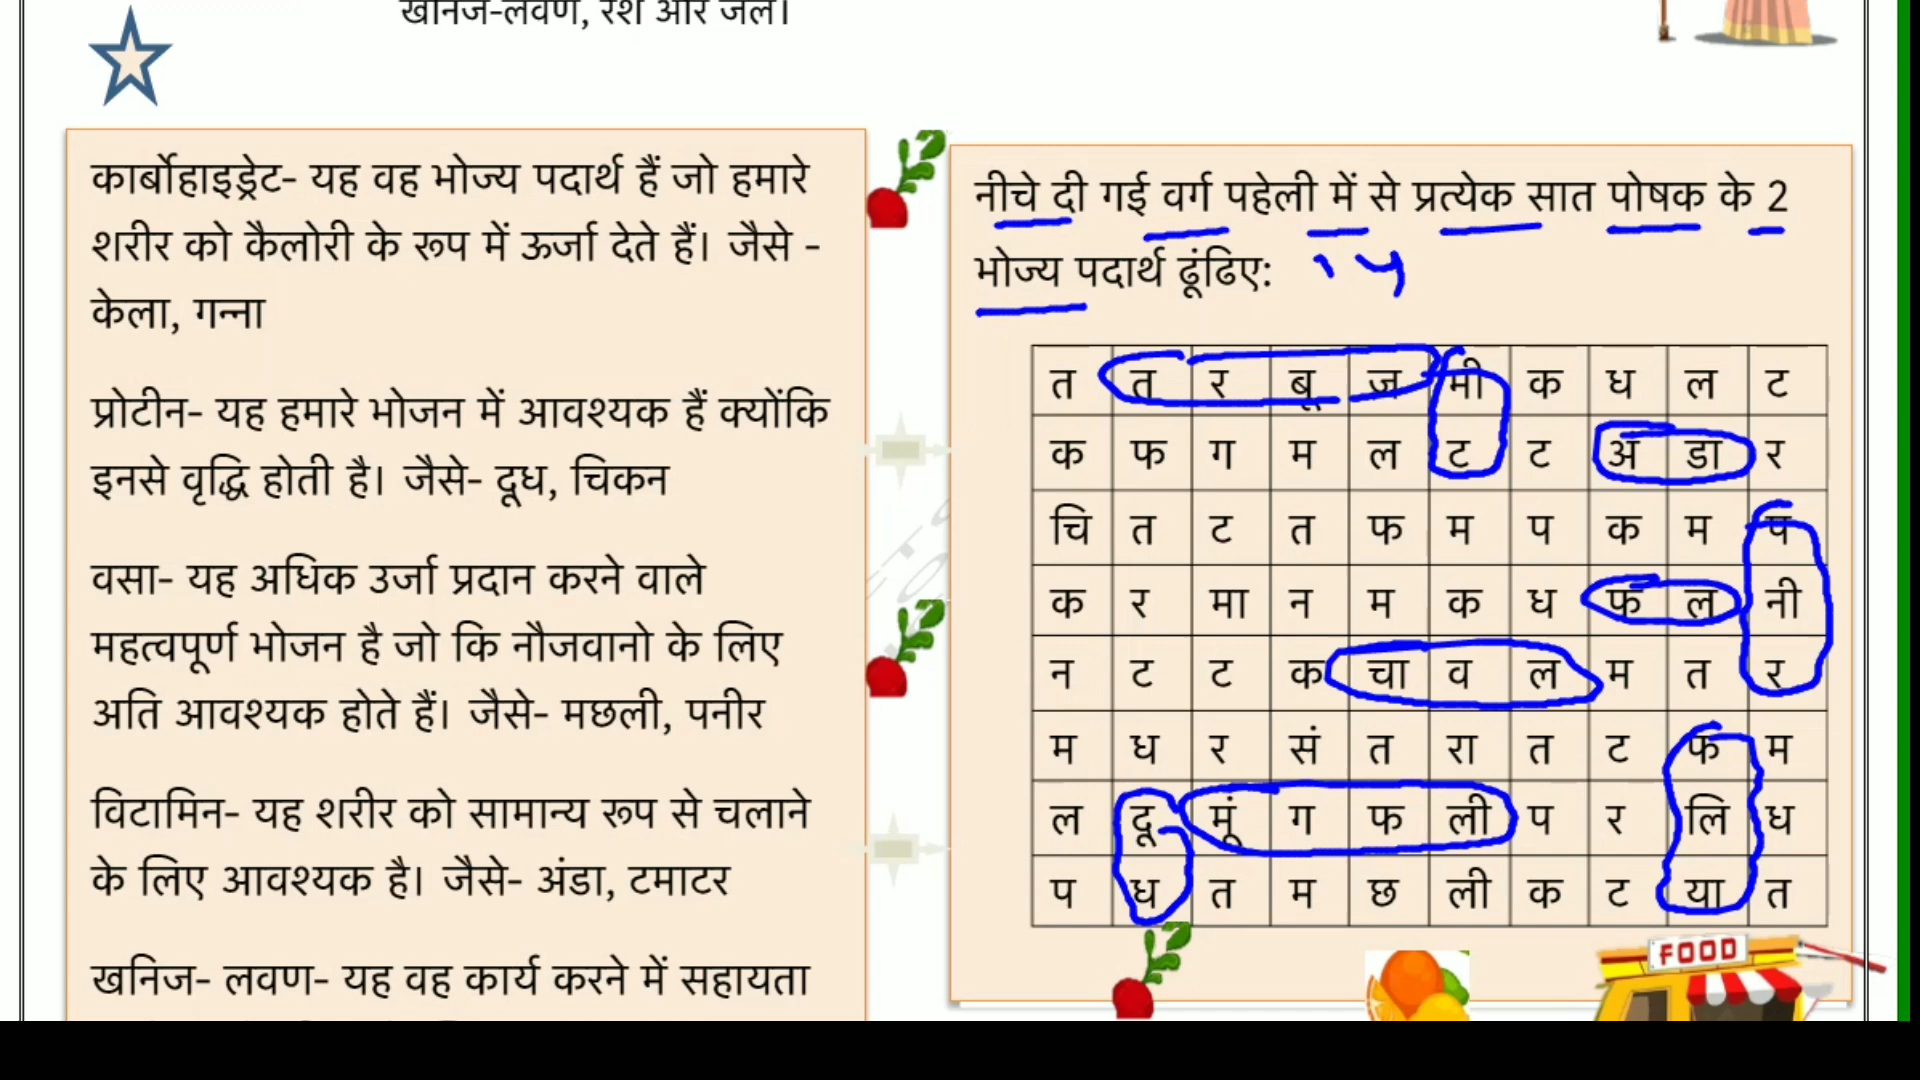 खनिज-लवण, रेशे और जल।
कार्बोहाइड्रेट- यह वह भोज्य पदार्थ हैं जो हमारे
शरीर को कैलोरी के रूप में ऊर्जा देते हैं। जैसे -
केला, गन्ना
प्रोटीन- यह हमारे भोजन में आवश्यक हैं क्योंकि
इनसे वृद्धि होती है। जैसे- दूध, चिकन
वसा- यह अधिक उर्जा प्रदान करने वाले
महत्वपूर्ण भोजन है जो कि नौजवानो के लिए
अति आवश्यक होते हैं। जैसे- मछली, पनीर
विटामिन- यह शरीर को सामान्य रूप से चलाने
के लिए आवश्यक है। जैसे- अंडा, टमाटर
खनिज- लवण- यह वह कार्य करने में सहायता
नीचे दी गई वर्ग पहेली में से प्रत्येक सात पोषक के 2
भोज्य पदार्थ ढूंढिए: 14
त त र बू ज मी क ध ल ट
क फ ग म ल ट ट अं डा र
चि त ट त फ म प क म प
क र मा न म क ध फ ल नी
न ट ट क चा व ल म त र
म ध र सं त रा त ट फ म
ल दू मूं ग फ ली प र लि ध
प ध त म छ ली क ट या त
FOOD